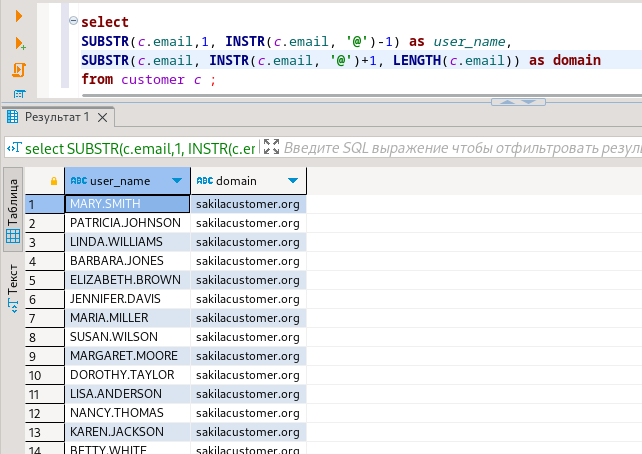 select
SUBSTR(c.email,1, INSTR(c.email, '@')-1) as user_name,
SUBSTR(c.email, INSTR(c.email, '@')+1, LENGTH(c.email)) as domain
from customer c ;
Результат 1
select SUBSTR(c.email,1, INSTR(c.er
Введите SQL выражение чтобы отфильтровать резуль
Таблица
Текст
ABC user_name ABC domain
1 MARY.SMITH sakilacustomer.org
2 PATRICIA.JOHNSON sakilacustomer.org
3 LINDA.WILLIAMS sakilacustomer.org
4 BARBARA.JONES sakilacustomer.org
5 ELIZABETH.BROWN sakilacustomer.org
6 JENNIFER.DAVIS sakilacustomer.org
7 MARIA.MILLER sakilacustomer.org
8 SUSAN.WILSON sakilacustomer.org
9 MARGARET.MOORE sakilacustomer.org
10 DOROTHY.TAYLOR sakilacustomer.org
11 LISA.ANDERSON sakilacustomer.org
12 NANCY.THOMAS sakilacustomer.org
13 KAREN.JACKSON sakilacustomer.org
14 BETTY.WHITE sakilacustomer.org